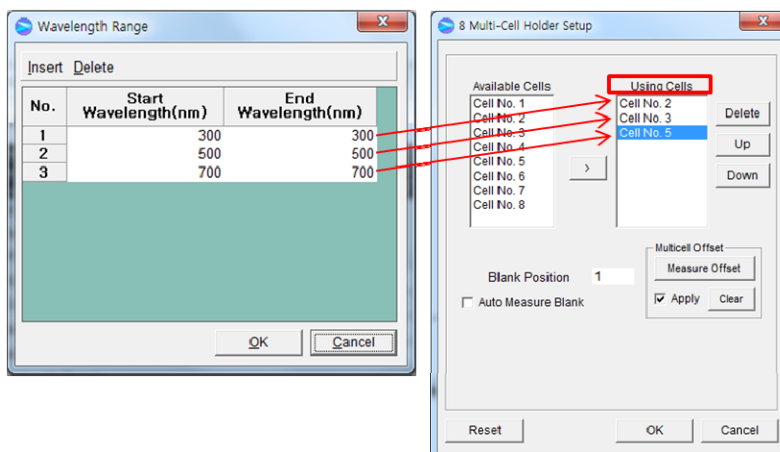 Wavelength Range
Insert Delete
No. Start Wavelength(nm) End Wavelength(nm)
1 300 300
2 500 500
3 700 700
OK Cancel
8 Multi-Cell Holder Setup
Available Cells
Cell No. 1
Cell No. 2
Cell No. 3
Cell No. 4
Cell No. 5
Cell No. 6
Cell No. 7
Cell No. 8
>
Using Cells
Cell No. 2
Cell No. 3
Cell No. 5
Delete
Up
Down
Blank Position 1
Auto Measure Blank
Multicell Offset
Measure Offset
Apply Clear
Reset OK Cancel